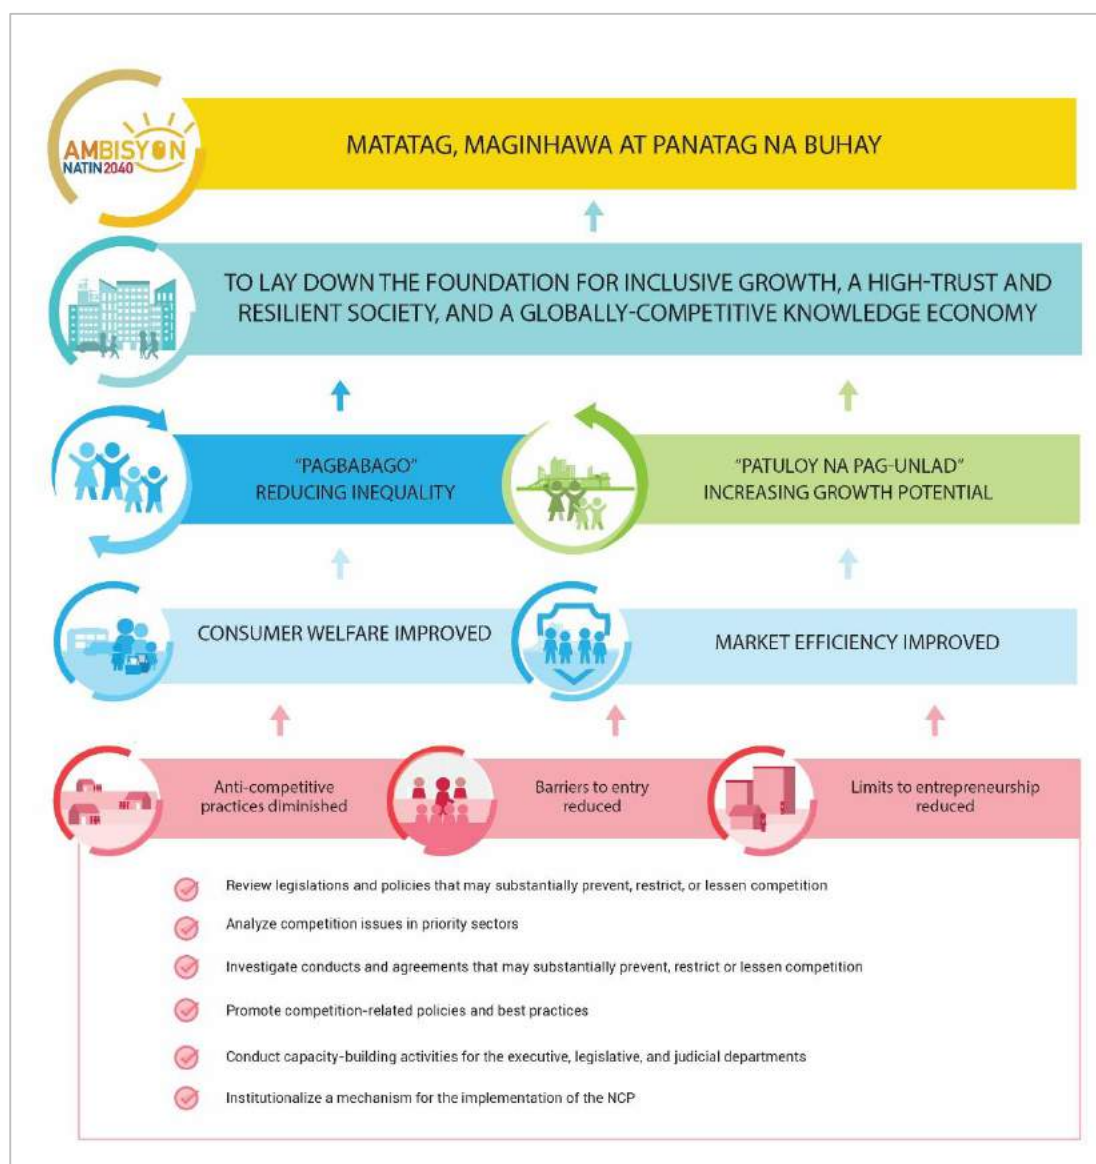 AMBISYON
NATIN 2040
MATATAG, MAGINHAWA AT PANATAG NA BUHAY
TO LAY DOWN THE FOUNDATION FOR INCLUSIVE GROWTH, A HIGH-TRUST AND
RESILIENT SOCIETY, AND A GLOBALLY-COMPETITIVE KNOWLEDGE ECONOMY
"PAGBABAGO"
REDUCING INEQUALITY
"PATULOY NA PAG-UNLAD"
INCREASING GROWTH POTENTIAL
CONSUMER WELFARE IMPROVED
MARKET EFFICIENCY IMPROVED
Anti-competitive
practices diminished
Barriers to entry
reduced
Limits to entrepreneurship
reduced
Review legislations and policies that may substantially prevent, restrict, or lessen competition
Analyze competition issues in priority sectors
Investigate conducts and agreements that may substantially prevent, restrict or lessen competition
Promote competition-related policies and best practices
Conduct capacity-building activities for the executive, legislative, and judicial departments
Institutionalize a mechanism for the implementation of the NCP